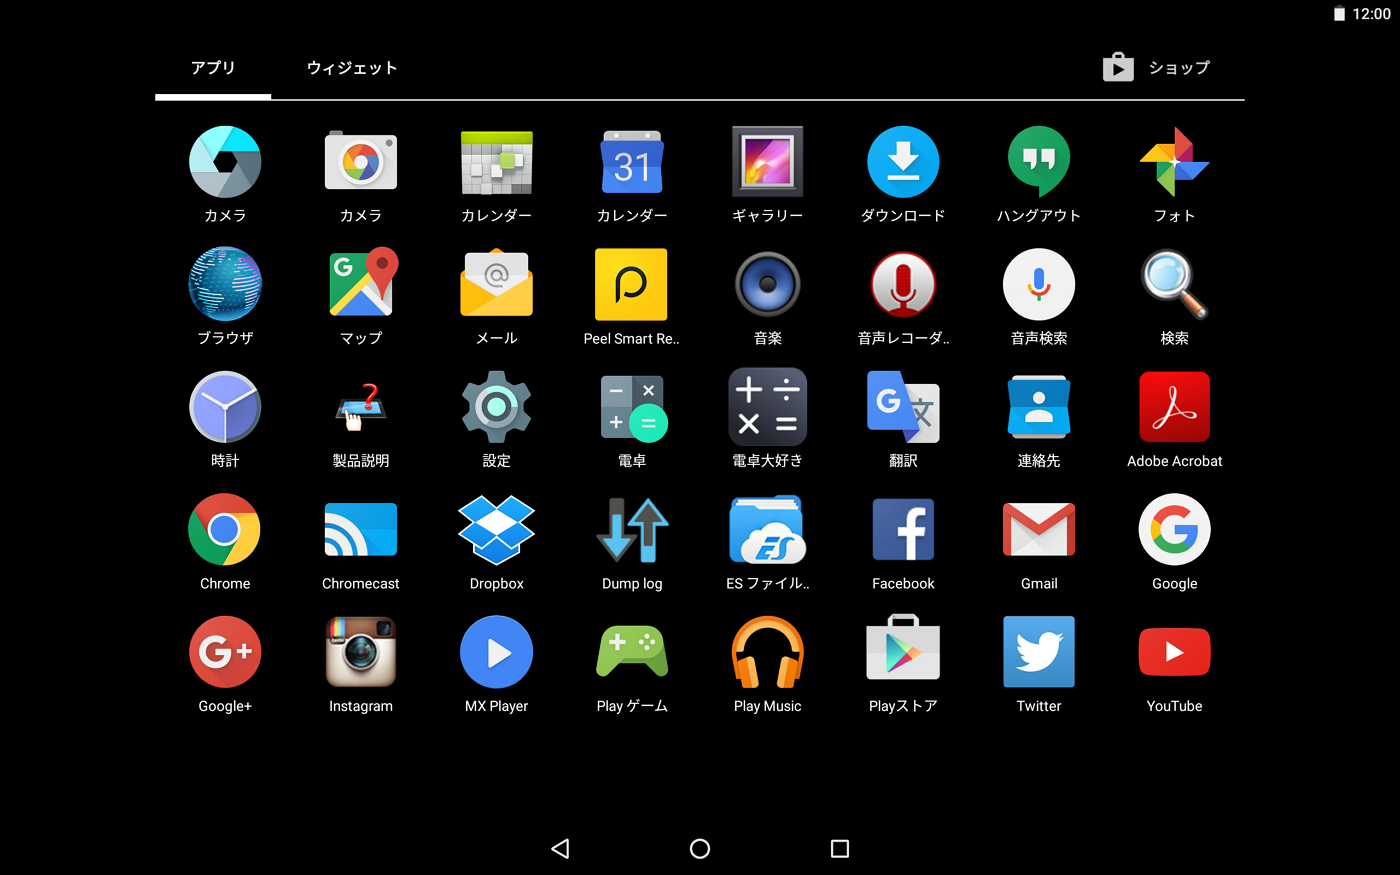 12:00
アプリ ウィジェット ショップ
31
カメラ カメラ カレンダー カレンダー ギャラリー ダウンロード ハングアウト フォト
G @
ブラウザ マップ メール Peel Smart Re.. 音楽 音声レコーダ.. 音声検索 検索
G 文
時計 製品説明 設定 電卓 電卓大好き 翻訳 連絡先 Adobe Acrobat
ES f G
Chrome Chromecast Dropbox Dump log ES ファイル.. Facebook Gmail Google
G+
Google+ Instagram MX Player Play ゲーム Play Music Playストア Twitter YouTube